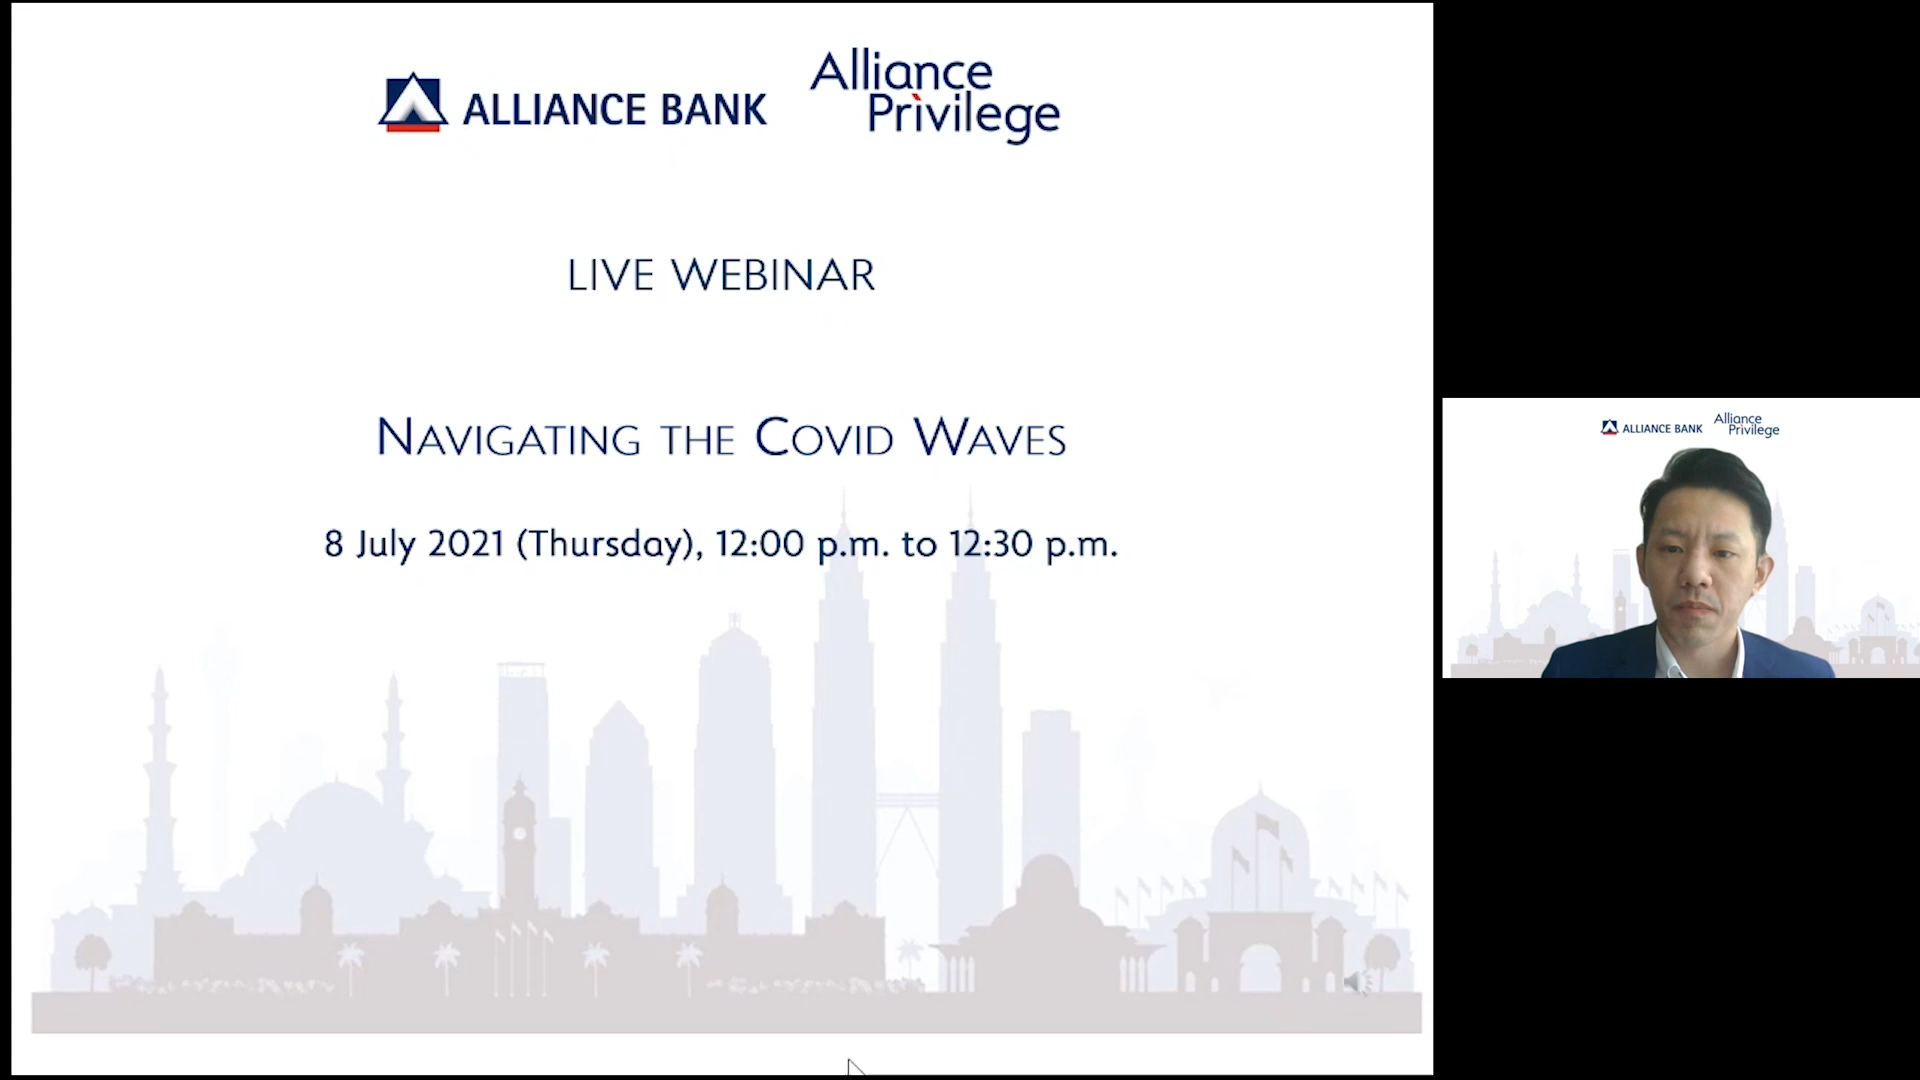 ALLIANCE BANK
Alliance
Privilege
LIVE WEBINAR
NAVIGATING THE COVID WAVES
8 July 2021 (Thursday), 12:00 p.m. to 12:30 p.m.
ALLIANCE BANK
Alliance
Privilege